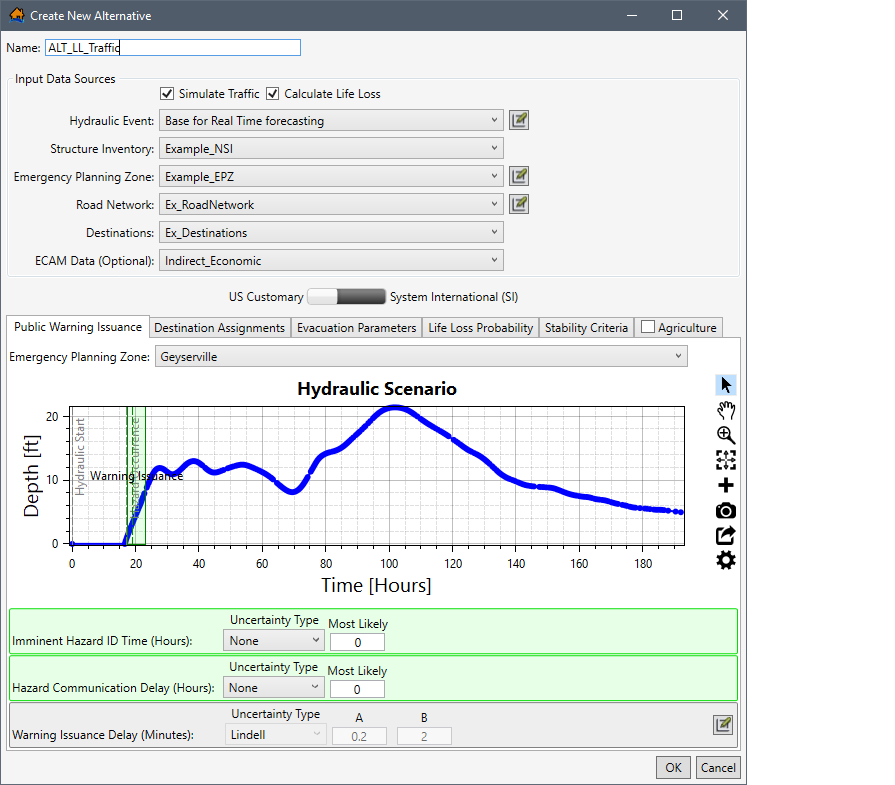 Create New Alternative
Name: ALT_LL_Traffic
Input Data Sources
Simulate Traffic Calculate Life Loss
Hydraulic Event: Base for Real Time forecasting
Structure Inventory: Example_NSI
Emergency Planning Zone: Example_EPZ
Road Network: Ex_RoadNetwork
Destinations: Ex_Destinations
ECAM Data (Optional): Indirect_Economic
US Customary System International (SI)
Public Warning Issuance Destination Assignments Evacuation Parameters Life Loss Probability Stability Criteria Agriculture
Emergency Planning Zone: Geyserville
Hydraulic Scenario
Depth [ft]
20
10
0
Hydraulic Start
Warning Issuance
Hazard Occurrence
0 20 40 60 80 100 120 140 160 180
Time [Hours]
Uncertainty Type Most Likely
Imminent Hazard ID Time (Hours): None 0
Uncertainty Type Most Likely
Hazard Communication Delay (Hours): None 0
Uncertainty Type A B
Warning Issuance Delay (Minutes): Lindell 0.2 2
OK Cancel